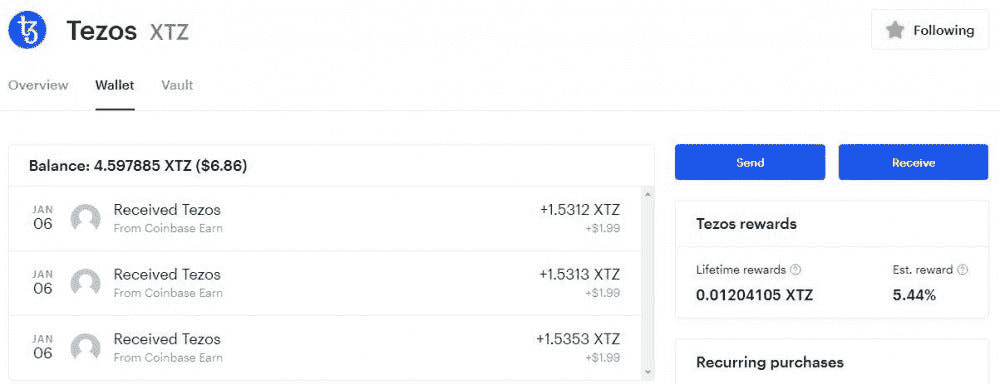 Tezos XTZ
Following
Overview Wallet Vault
Balance: 4.597885 XTZ ($6.86)
Send Receive
JAN
06
Received Tezos
From Coinbase Earn
+1.5312 XTZ
+$1.99
JAN
06
Received Tezos
From Coinbase Earn
+1.5313 XTZ
+$1.99
JAN
06
Received Tezos
From Coinbase Earn
+1.5353 XTZ
+$1.99
Tezos rewards
Lifetime rewards
0.01204105 XTZ
Est. reward
5.44%
Recurring purchases